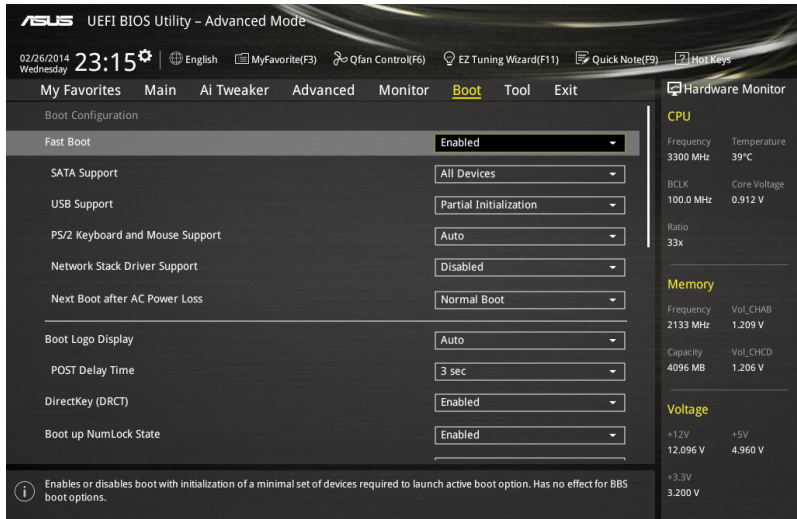 ASUS UEFI BIOS Utility – Advanced Mode
02/26/2014 Wednesday 23:15 English MyFavorite(F3) Qfan Control(F6) EZ Tuning Wizard(F11) Quick Note(F9) ? Hot Keys
My Favorites Main Ai Tweaker Advanced Monitor Boot Tool Exit
Boot Configuration
Fast Boot Enabled
SATA Support All Devices
USB Support Partial Initialization
PS/2 Keyboard and Mouse Support Auto
Network Stack Driver Support Disabled
Next Boot after AC Power Loss Normal Boot
Boot Logo Display Auto
POST Delay Time 3 sec
DirectKey (DRCT) Enabled
Boot up NumLock State Enabled
Enables or disables boot with initialization of a minimal set of devices required to launch active boot option. Has no effect for BBS
boot options.
Hardware Monitor
CPU
Frequency Temperature
3300 MHz 39°C
BCLK Core Voltage
100.0 MHz 0.912 V
Ratio
33x
Memory
Frequency Vol_CHAB
2133 MHz 1.209 V
Capacity Vol_CHCD
4096 MB 1.206 V
Voltage
+12V +5V
12.096 V 4.960 V
+3.3V
3.200 V